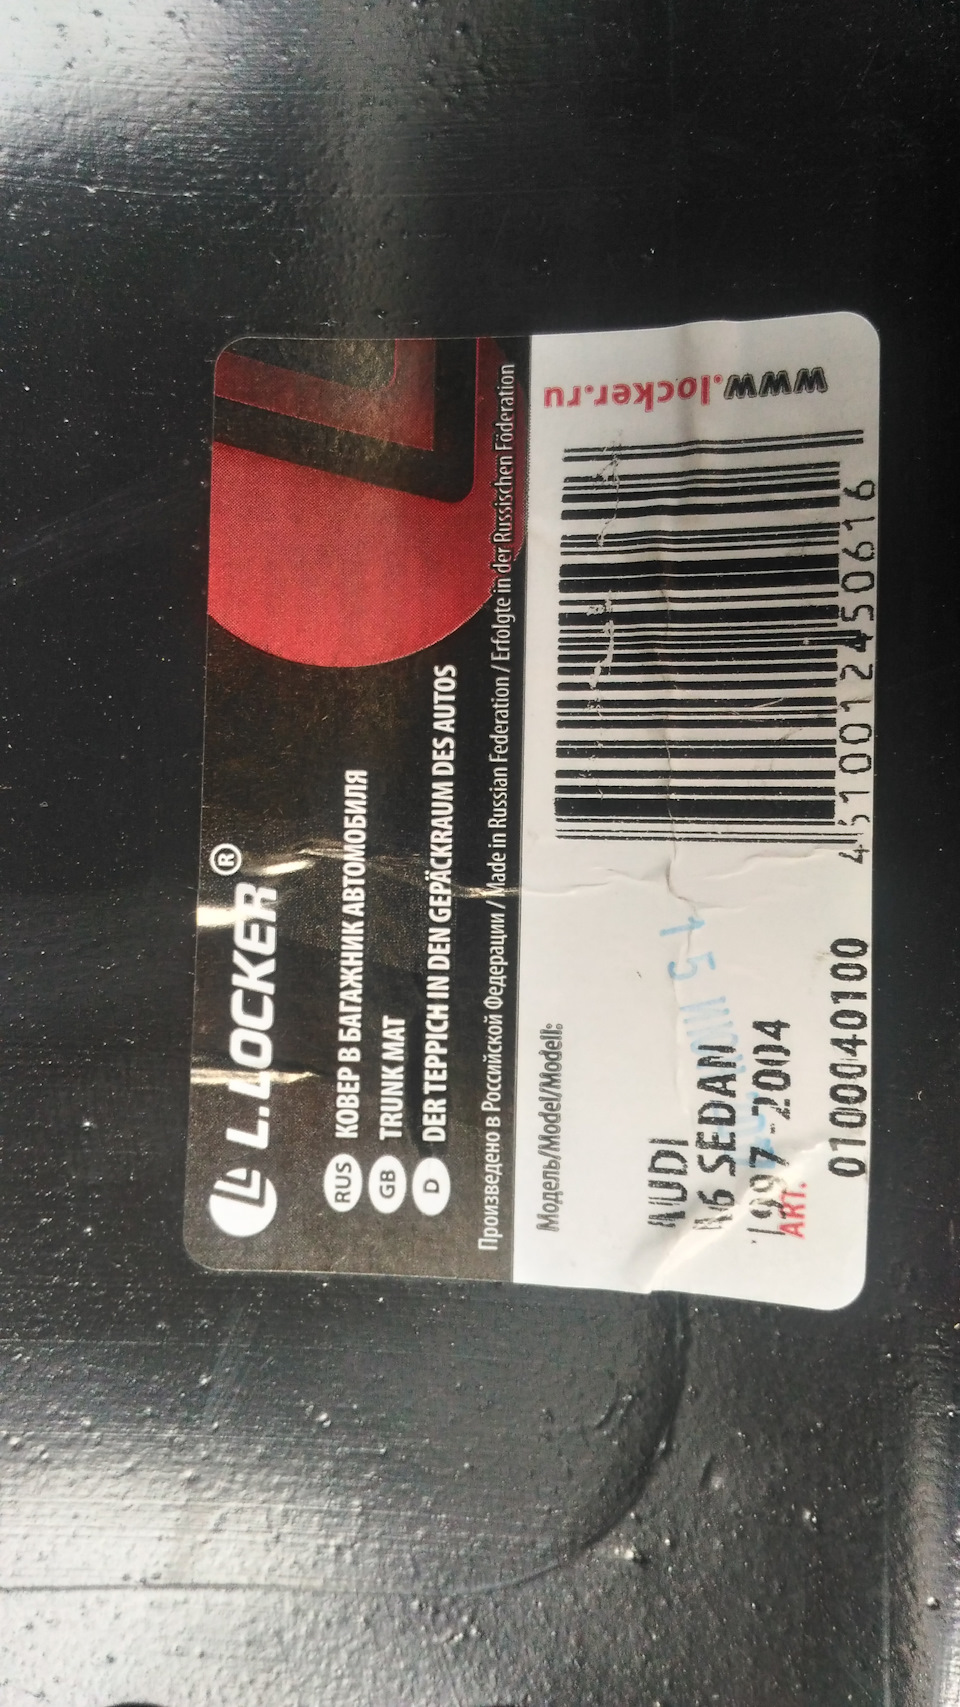 L.LOCKER®
RUS КОВЕР В БАГАЖНИК АВТОМОБИЛЯ
GB TRUNK MAT
D DER TEPPICH IN DEN GEPÄCKRAUM DES AUTOS
Произведено в Российской Федерации / Made in Russian Federation / Erfolgte in der Russischen Föderation
Модель/Model/Modell:
AUDI
A6 SEDAN
1997-2004
ART.
0100040100
www.locker.ru